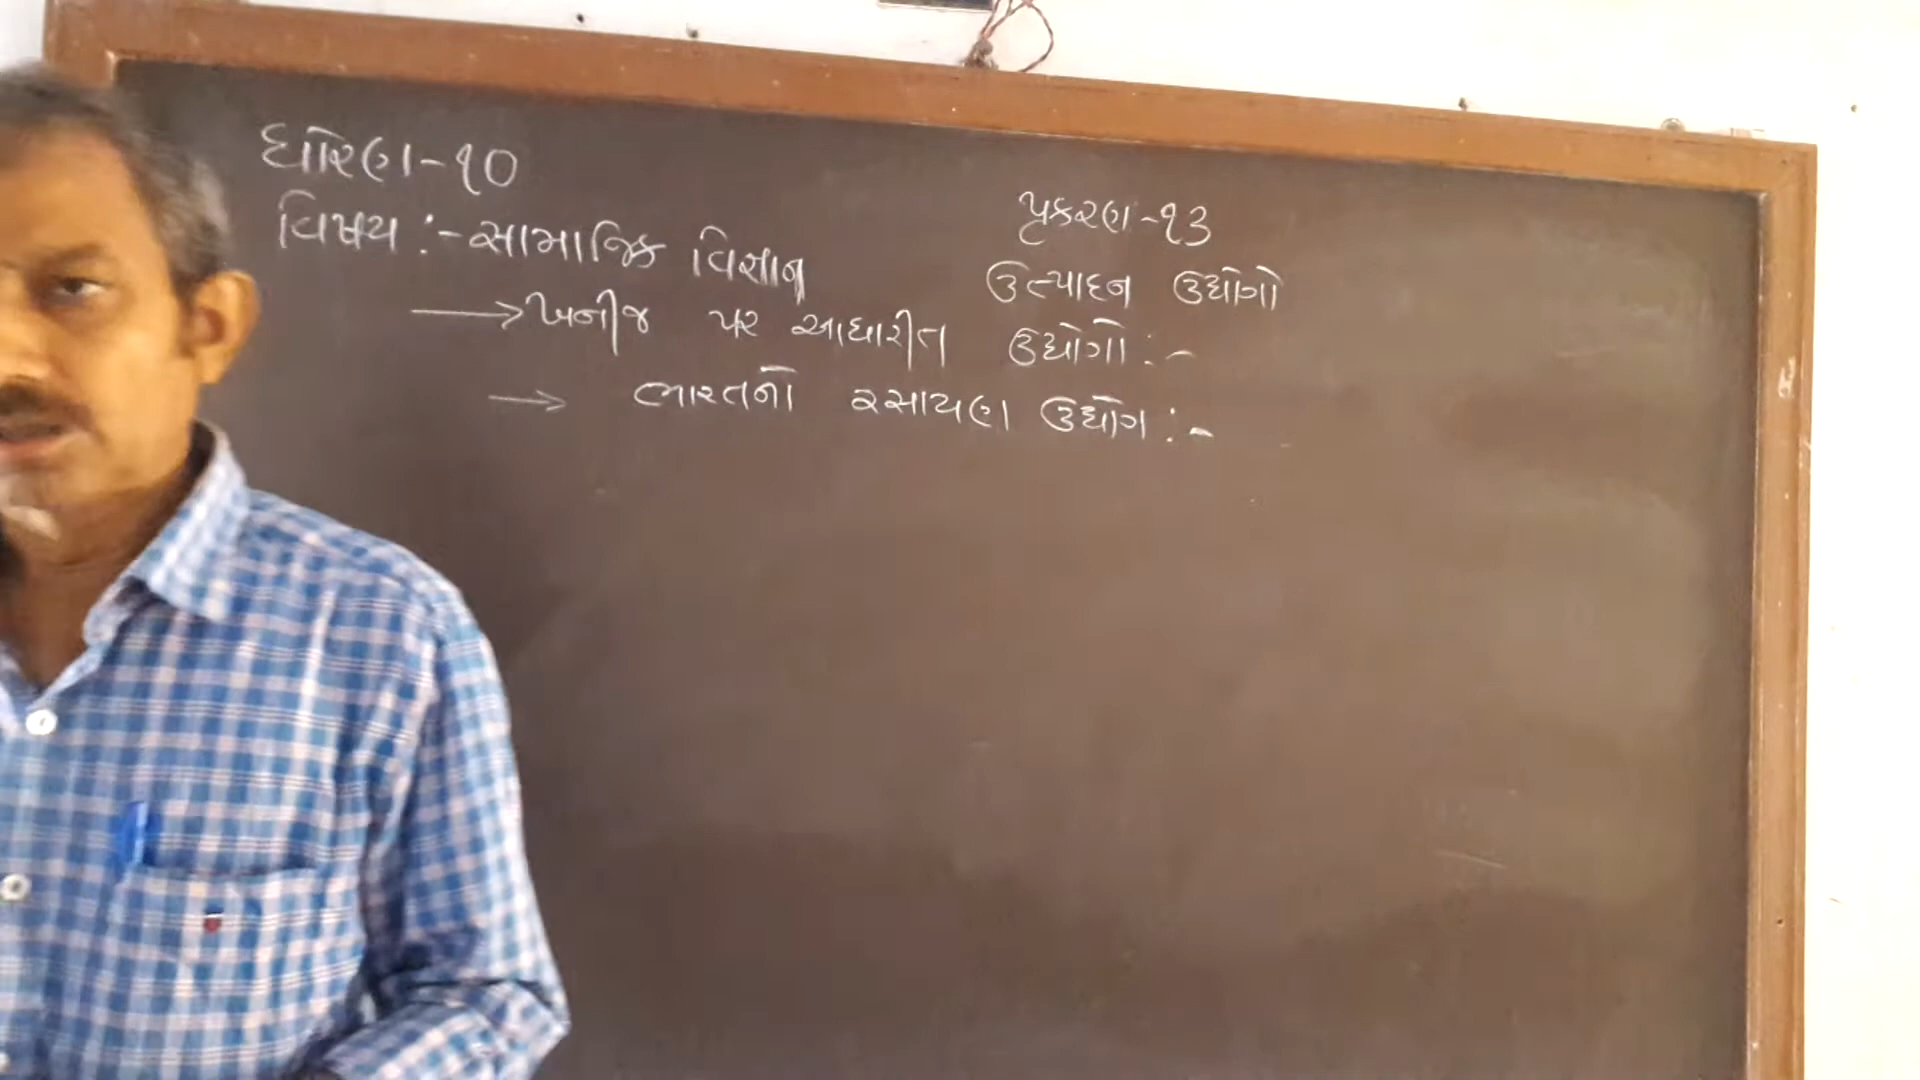 ધોરણ-૧૦
વિષય :- સામાજિક વિજ્ઞાન
પ્રકરણ-૧૩
ઉત્પાદન ઉદ્યોગો
→ ખનીજ પર આધારીત ઉદ્યોગો :-
→ ભારતનો રસાયણ ઉદ્યોગ :-